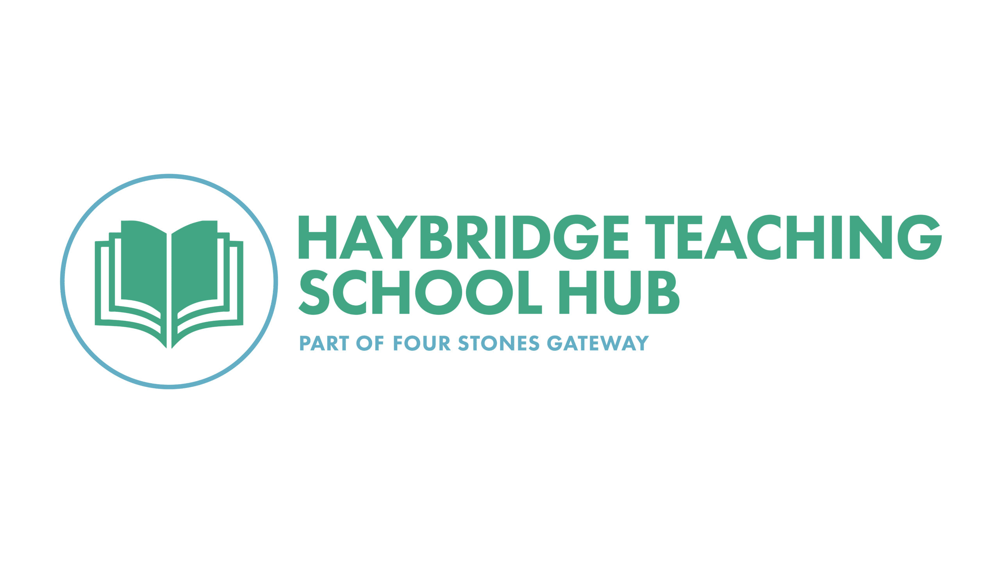 HAYBRIDGE TEACHING
SCHOOL HUB
PART OF FOUR STONES GATEWAY